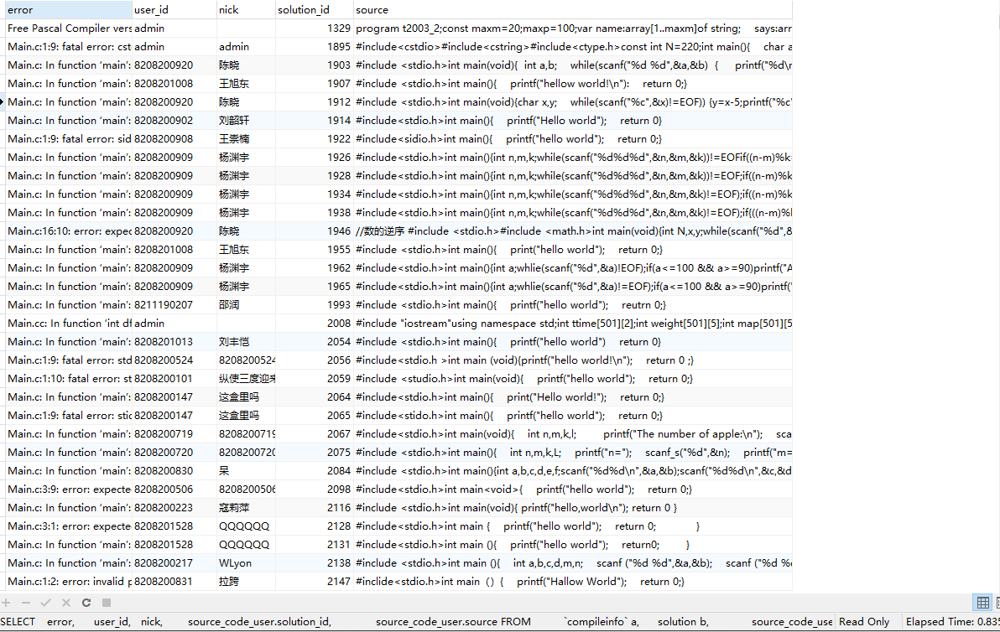 error user_id nick solution_id source
Free Pascal Compiler vers admin 1329 program t2003_2;const maxm=20;maxp=100;var name:array[1..maxm]of string; says:arr
Main.c:1:9: fatal error: cst admin admin 1895 #include<cstdio>#include<cstring>#include<ctype.h>const int N=220;int main(){ char a
Main.c: In function ‘main’: 8208200920 陈晓 1903 #include <stdio.h>int main(void){ int a,b; while(scanf("%d %d",&a,&b) { printf("%d\n
Main.c: In function ‘main’: 8208201008 王旭东 1907 #include <stdio.h>int main(){ printf("hellow world!\n"): return 0;}
Main.c: In function ‘main’: 8208200920 陈晓 1912 #include <stdio.h>int main(void){char x,y; while(scanf("%c",&x)!=EOF)) {y=x-5;printf("%c"
Main.c: In function ‘main’: 8208200902 刘韶轩 1914 #include<stdio.h>int main(){ printf("Hello world"); return 0}
Main.c:1:9: fatal error: sid 8208200908 王崇楠 1922 #include<sidio.h>int main(){ printf("hello world"); return 0;}
Main.c: In function ‘main’: 8208200909 杨渊宇 1926 #include<stdio.h>int main(){int n,m,k;while(scanf("%d%d%d",&n,&m,&k))!=EOFif((n-m)%k=
Main.c: In function ‘main’: 8208200909 杨渊宇 1928 #include<stdio.h>int main(){int n,m,k;while(scanf("%d%d%d",&n,&m,&k))!=EOF;if((n-m)%k
Main.c: In function ‘main’: 8208200909 杨渊宇 1934 #include<stdio.h>int main(){int n,m,k;while(scanf("%d%d%d",&n,&m,&k)!=EOF);if((n-m)%k
Main.c: In function ‘main’: 8208200909 杨渊宇 1938 #include<stdio.h>int main(){int n,m,k;while(scanf("%d%d%d",&n,&m,&k)!=EOF);if(((n-m)%k
Main.c:16:10: error: expec 8208200920 陈晓 1946 //数的逆序 #include <stdio.h>#include <math.h>int main(void){int N,x,y;while(scanf("%d",&
Main.c: In function ‘main’: 8208201008 王旭东 1955 #include <stdio.h>int main(){ print("hello world"); return 0;}
Main.c: In function ‘main’: 8208200909 杨渊宇 1962 #include<stdio.h>int main(){int a;whlie(scanf("%d",&a)!EOF);if(a<=100 && a>=90)printf("A
Main.c: In function ‘main’: 8208200909 杨渊宇 1965 #include<stdio.h>int main(){int a;whlie(scanf("%d",&a)!=EOF);if(a<=100 && a>=90)printf("
Main.c: In function ‘main’: 8211190207 邵润 1993 #include <stdio.h>int main(){ printf("hello world"); reutrn 0;}
Main.cc: In function ‘int df admin 2008 #include "iostream"using namespace std;int ttime[501][2];int weight[501][5];int map[501][5
Main.c: In function ‘main’: 8208201013 刘丰恺 2054 #include <stdio.h>int main(){ printf("hello world") return 0}
Main.c:1:9: fatal error: std 8208200524 8208200524 2056 #include<stdio.h >int main (void){printf("hello world!\n"); return 0 ;}
Main.c:1:10: fatal error: st 8208200101 纵使三度迎来 2059 #include <studio.h>int main(void){ printf("hello world"); return 0;}
Main.c: In function ‘main’: 8208200147 这盒里吗 2064 #include<stdio.h>int main(){ print("Hello world!"); return 0;}
Main.c:1:9: fatal error: stic 8208200147 这盒里吗 2065 #include<stido.h>int main(){ printf("hello world"); return 0;}
Main.c: In function ‘main’: 8208200719 8208200719 2067 #include<stdio.h>int main(void){ int n,m,k,l; printf("The number of apple:\n"); sca
Main.c: In function ‘main’: 8208200720 8208200720 2075 #include<stdio.h>int main(){ int n,m,k,L; printf("n="); scanf_s("%d",&n); printf("m=
Main.c: In function ‘main’: 8208200830 呆 2084 #include <stdio.h>int main(){int a,b,c,d,e,f;scanf("%d%d\n",&a,&b);scanf("%d%d\n",&c,&d
Main.c:3:9: error: expecte 8208200506 8208200506 2098 #include <stdio.h>int main<void>{ printf("hello world"); return 0;}
Main.c: In function ‘main’: 8208200223 寇莉萍 2116 #include <stdio.h>int main(void){ printf("hello,world\n"); return 0 }
Main.c:3:1: error: expecte 8208201528 QQQQQQ 2128 #include<stdio.h>int main { printf("hello world"); return 0; }
Main.c: In function ‘main’: 8208201528 QQQQQQ 2131 #include <stdio.h>int main (){ printf("hello world"); return0; }
Main.c: In function ‘main’: 8208200217 WLyon 2138 #include <stdio.h>int main (){ int a,b,c,d,m,n; scanf ("%d %d",&a,&b); scanf ("%d %d
Main.c:1:2: error: invalid p 8208200831 拉跨 2147 #inclide<stdio.h>int main（）{ printf("Hallow World"); return 0;}
SELECT error, user_id, nick, source_code_user.solution_id, source_code_user.source FROM `compileinfo` a, solution b, source_code_use Read Only Elapsed Time: 0.835